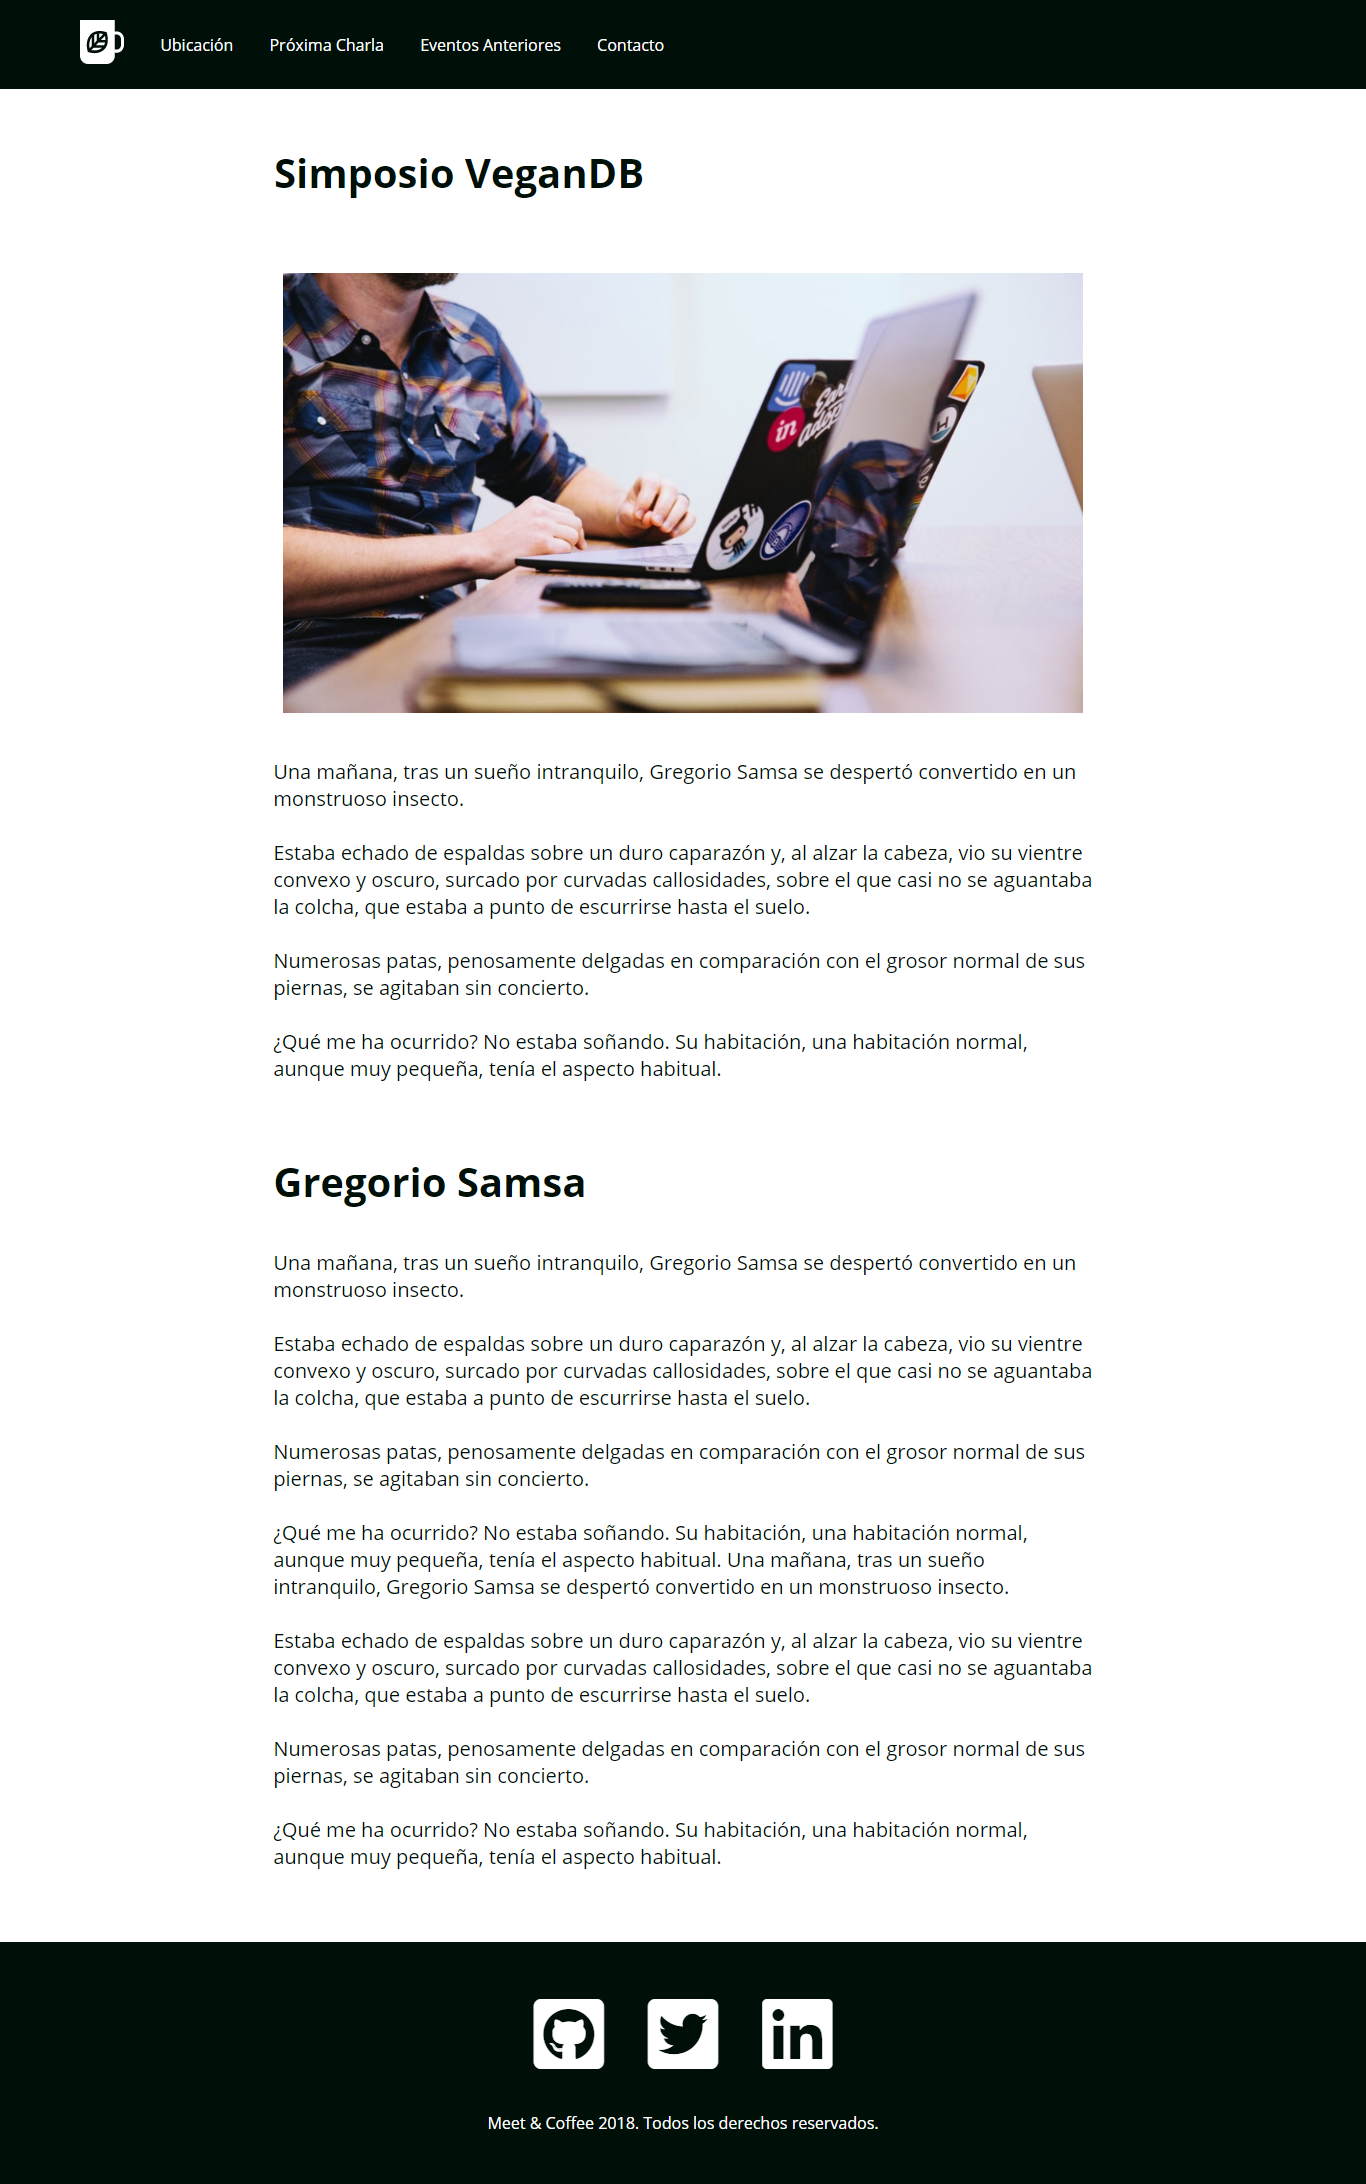 Ubicación Próxima Charla Eventos Anteriores Contacto
Simposio VeganDB
in
Una mañana, tras un sueño intranquilo, Gregorio Samsa se despertó convertido en un
monstruoso insecto.
Estaba echado de espaldas sobre un duro caparazón y, al alzar la cabeza, vio su vientre
convexo y oscuro, surcado por curvadas callosidades, sobre el que casi no se aguantaba
la colcha, que estaba a punto de escurrirse hasta el suelo.
Numerosas patas, penosamente delgadas en comparación con el grosor normal de sus
piernas, se agitaban sin concierto.
¿Qué me ha ocurrido? No estaba soñando. Su habitación, una habitación normal,
aunque muy pequeña, tenía el aspecto habitual.
Gregorio Samsa
Una mañana, tras un sueño intranquilo, Gregorio Samsa se despertó convertido en un
monstruoso insecto.
Estaba echado de espaldas sobre un duro caparazón y, al alzar la cabeza, vio su vientre
convexo y oscuro, surcado por curvadas callosidades, sobre el que casi no se aguantaba
la colcha, que estaba a punto de escurrirse hasta el suelo.
Numerosas patas, penosamente delgadas en comparación con el grosor normal de sus
piernas, se agitaban sin concierto.
¿Qué me ha ocurrido? No estaba soñando. Su habitación, una habitación normal,
aunque muy pequeña, tenía el aspecto habitual. Una mañana, tras un sueño
intranquilo, Gregorio Samsa se despertó convertido en un monstruoso insecto.
Estaba echado de espaldas sobre un duro caparazón y, al alzar la cabeza, vio su vientre
convexo y oscuro, surcado por curvadas callosidades, sobre el que casi no se aguantaba
la colcha, que estaba a punto de escurrirse hasta el suelo.
Numerosas patas, penosamente delgadas en comparación con el grosor normal de sus
piernas, se agitaban sin concierto.
¿Qué me ha ocurrido? No estaba soñando. Su habitación, una habitación normal,
aunque muy pequeña, tenía el aspecto habitual.
in
Meet & Coffee 2018. Todos los derechos reservados.